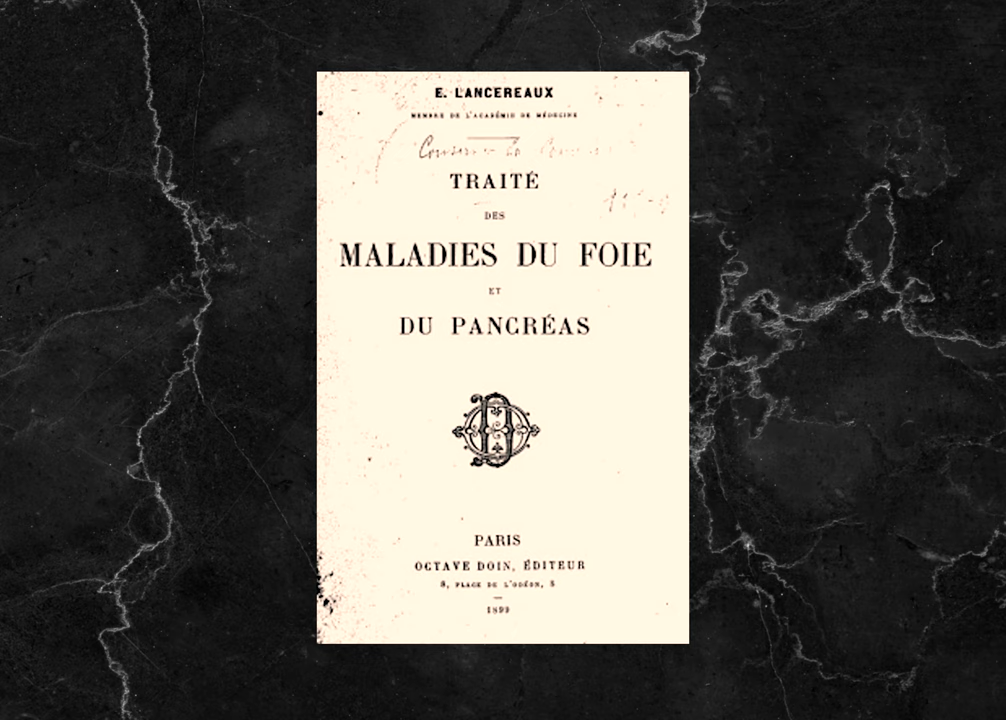 E. LANCEREAUX
MEMBRE DE L'ACADÉMIE DE MÉDECINE
TRAITÉ
DES
MALADIES DU FOIE
ET
DU PANCRÉAS
PARIS
OCTAVE DOIN, ÉDITEUR
8, PLACE DE L'ODÉON, 8
1899